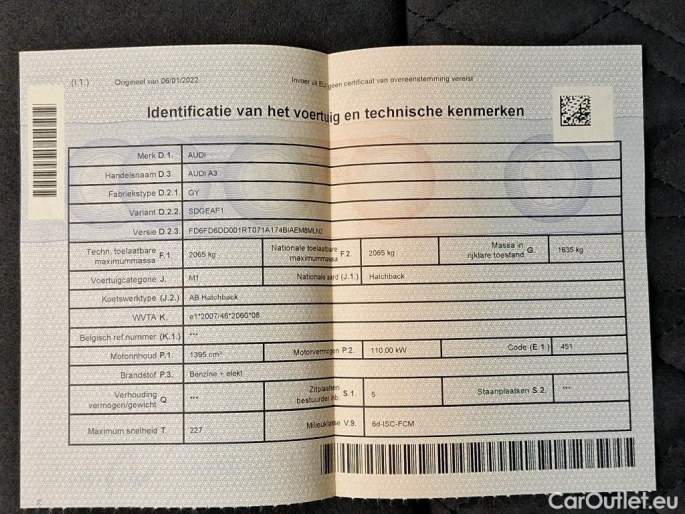 (I.1.) Origineel van 06/01/2022 Invoer uit EU geen certificaat van overeenstemming vereist
Identificatie van het voertuig en technische kenmerken
Merk D.1. AUDI
Handelsnaam D.3. AUDI A3
Fabriekstype D.2.1. GY
Variant D.2.2. SDGEAF1
Versie D.2.3. FD6FD6DD001RT071A174BIAEM8MLN2
Techn. toelaatbare maximummassa F.1. 2065 kg Nationale toelaatbare maximummassa F.2. 2065 kg Massa in rijklare toestand G. 1635 kg
Voertuigcategorie J. M1 Nationale aard (J.1.) Hatchback
Koetswerktype (J.2.) AB Hatchback
WVTA K. e1*2007/46*2060*08
Belgisch ref.nummer (K.1.) ***
Motorinhoud P.1. 1395 cm³ Motorvermogen P.2. 110.00 kW Code (E.1.) 451
Brandstof P.3. Benzine + elekt
Verhouding vermogen/gewicht Q *** Zitplaatsen bestuurder inb. S.1. 5 Staanplaatsen S.2. ***
Maximum snelheid T. 227 Milieuklasse V.9. 6d-ISC-FCM
CarOutlet.eu